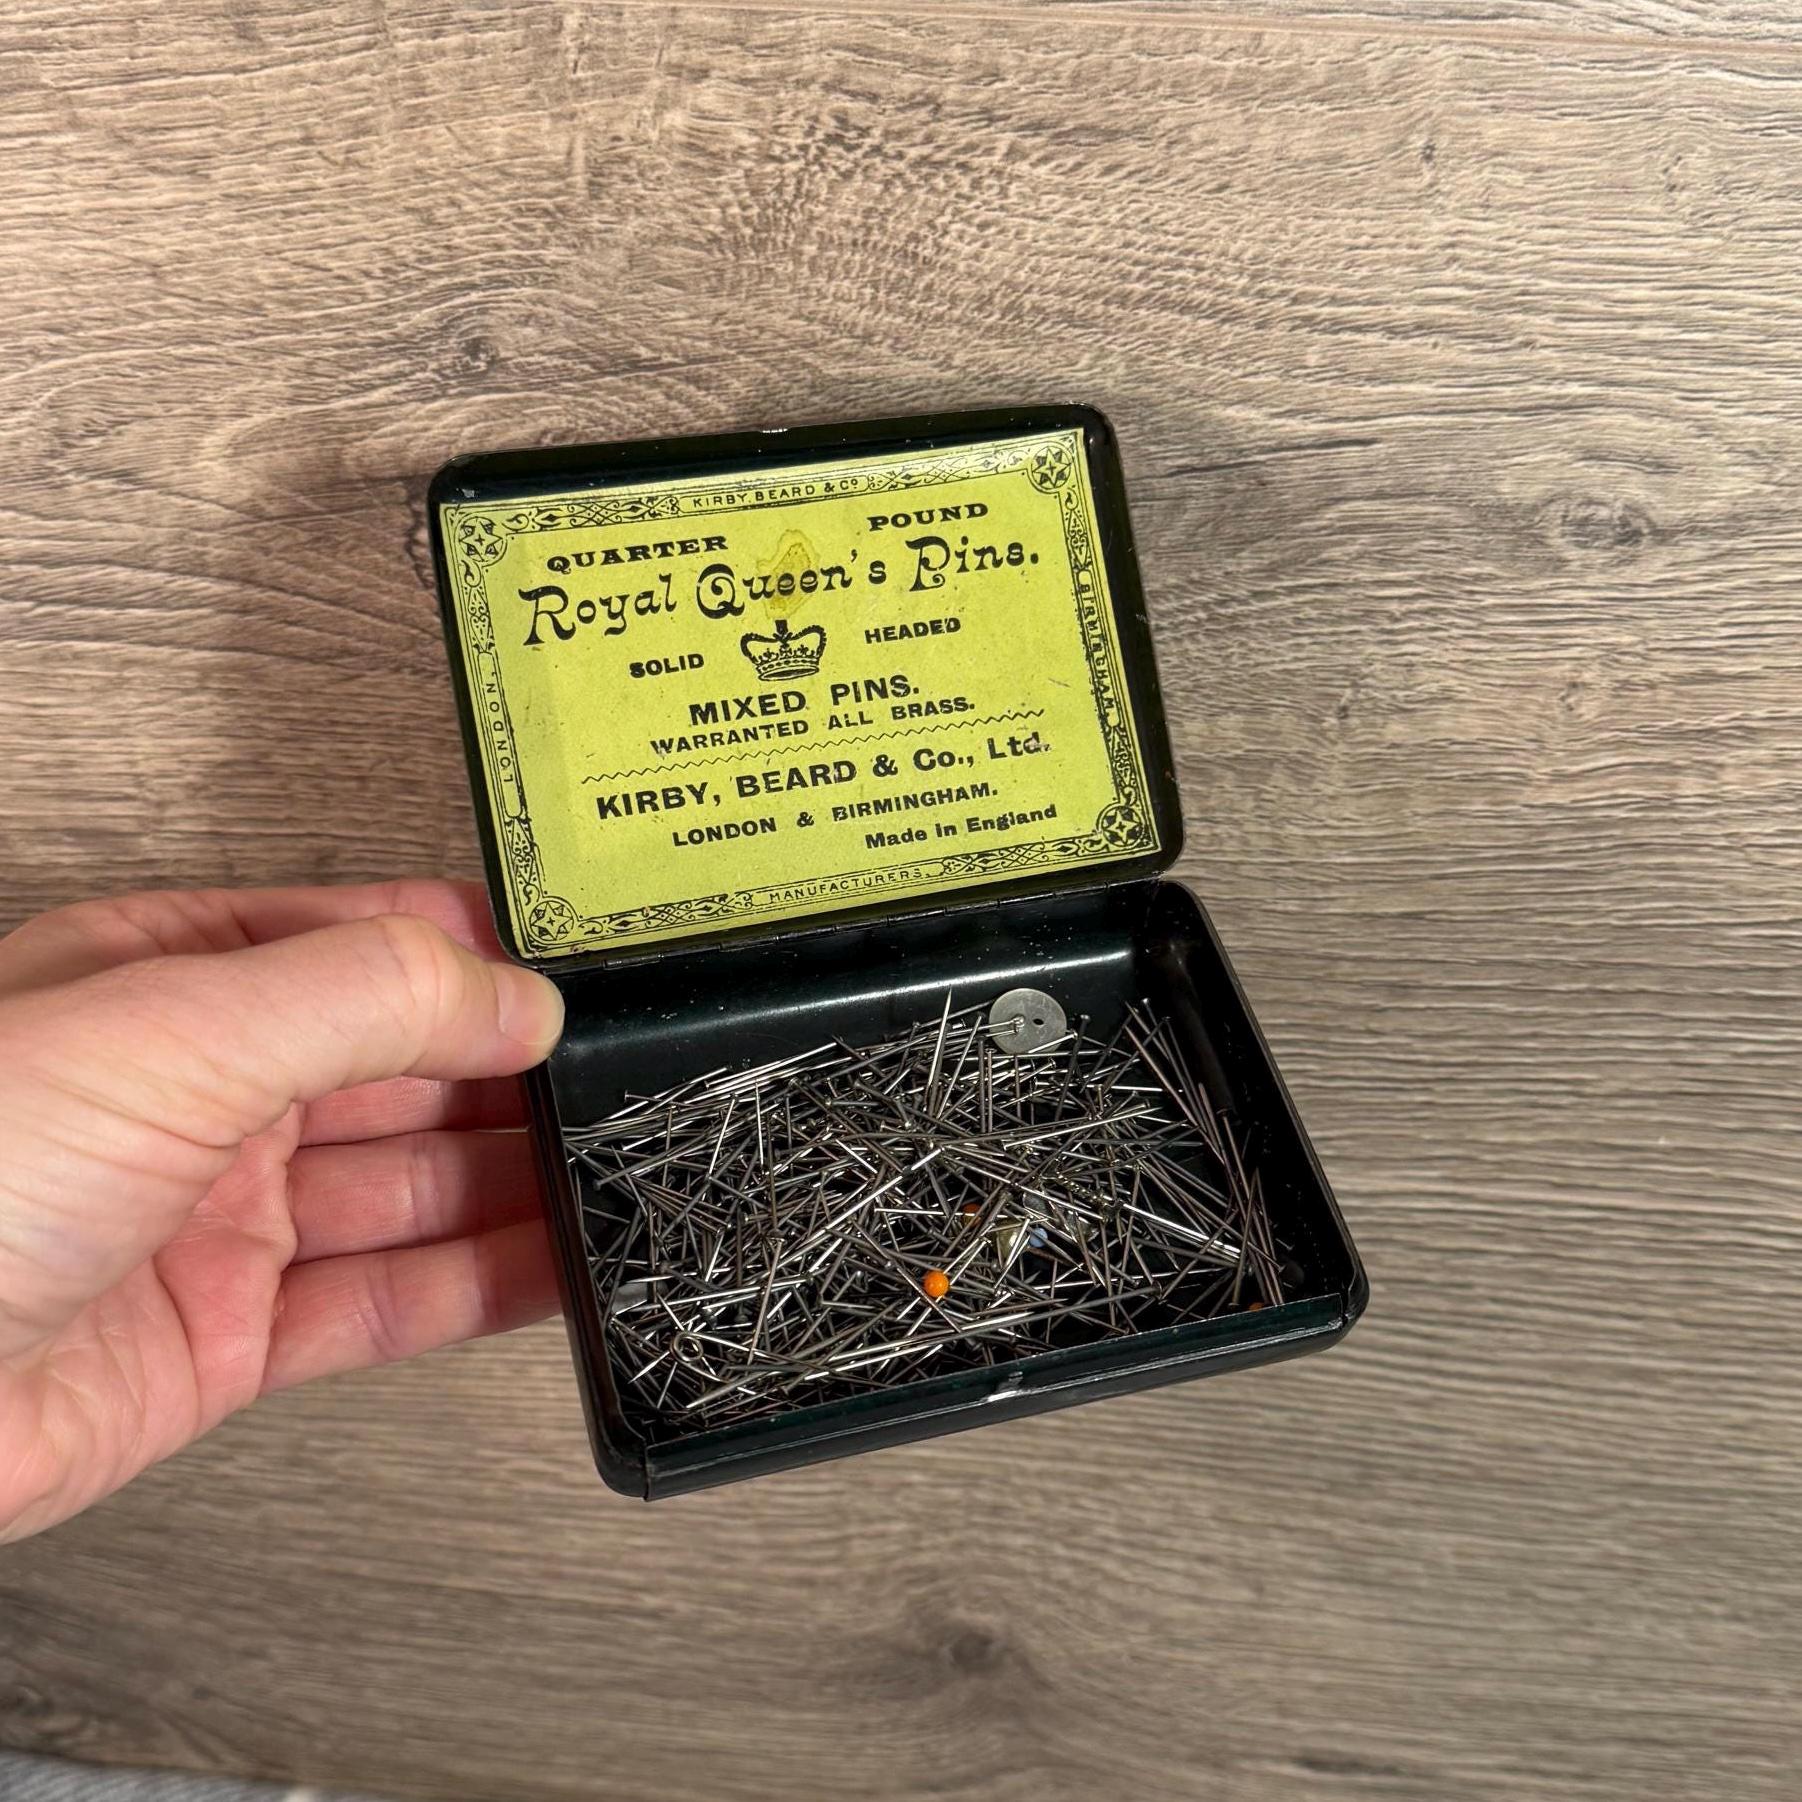 KIRBY, BEARD & Co
QUARTER POUND
Royal Queen's Pins.
SOLID HEADED
MIXED PINS.
WARRANTED ALL BRASS.
KIRBY, BEARD & Co., Ltd.
LONDON & BIRMINGHAM.
Made in England
LONDON.
BIRMINGHAM.
MANUFACTURERS.